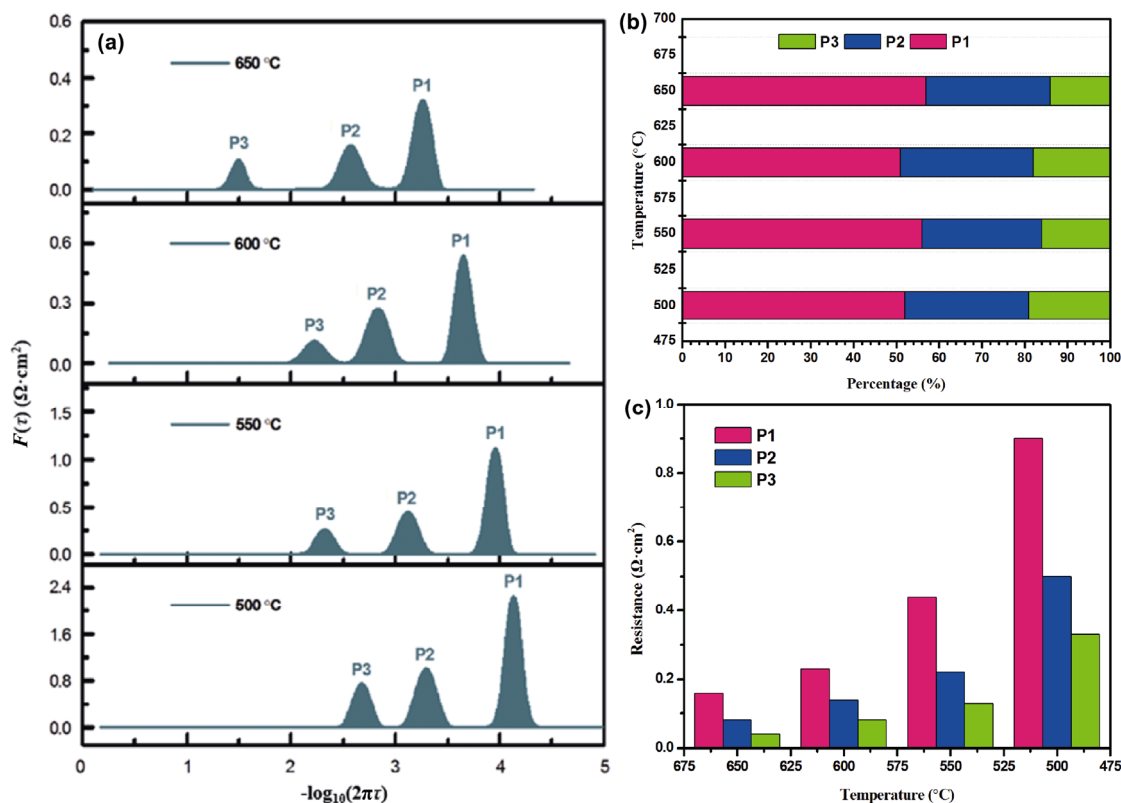 (a)
0.6
0.4
0.2
0.0
650 °C
P3
P2
P1
0.6
0.3
0.0
600 °C
P3
P2
P1
1.5
1.0
0.5
0.0
550 °C
P3
P2
P1
2.4
1.6
0.8
0.0
500 °C
P3
P2
P1
0 1 2 3 4 5
F(τ) (Ω·cm²)
-log₁₀(2πτ)
(b)
P3 P2 P1
700
675
650
625
600
575
550
525
500
475
0 10 20 30 40 50 60 70 80 90 100
Temperature (°C)
Percentage (%)
(c)
P1
P2
P3
1.0
0.8
0.6
0.4
0.2
0.0
675 650 625 600 575 550 525 500 475
Resistance (Ω·cm²)
Temperature (°C)